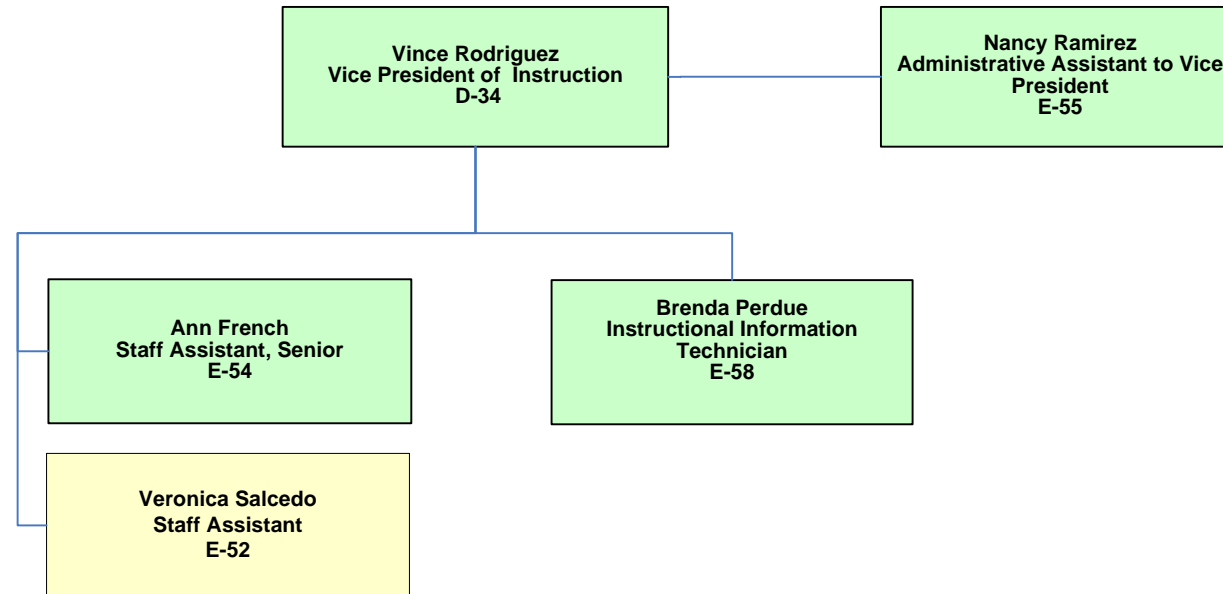 Vince Rodriguez
Vice President of  Instruction
D-34
Nancy Ramirez
Administrative Assistant to Vice
President
E-55
Ann French
Staff Assistant, Senior
E-54
Brenda Perdue
Instructional Information
Technician
E-58
Veronica Salcedo
Staff Assistant
E-52